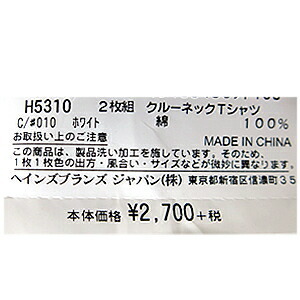 H5310 2枚組 クルーネックTシャツ
C/#010 ホワイト 綿 100%
お取扱い上のご注意 MADE IN CHINA
この商品は、製品洗い加工を施しています。そのため、
1枚1枚色の出方・風合い・サイズなどが微妙に異なります。
ヘインズブランズ ジャパン(株) 東京都新宿区信濃町35
本体価格 ¥2,700+税